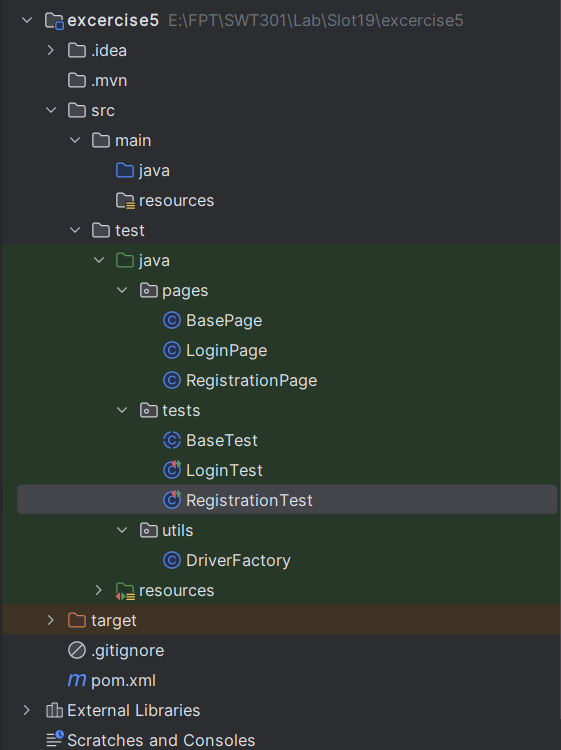 excercise5 E:\FPT\SWT301\Lab\Slot19\excercise5
.idea
.mvn
src
main
java
resources
test
java
pages
BasePage
LoginPage
RegistrationPage
tests
BaseTest
LoginTest
RegistrationTest
utils
DriverFactory
resources
target
.gitignore
pom.xml
External Libraries
Scratches and Consoles